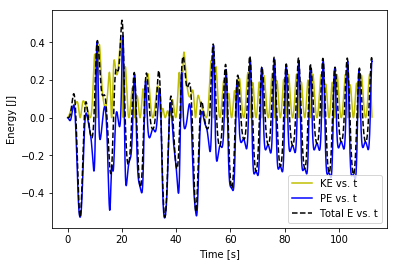 0.4
0.2
0.0
−0.2
−0.4
Energy [J]
0
20
40
60
80
100
Time [s]
KE vs. t
PE vs. t
Total E vs. t